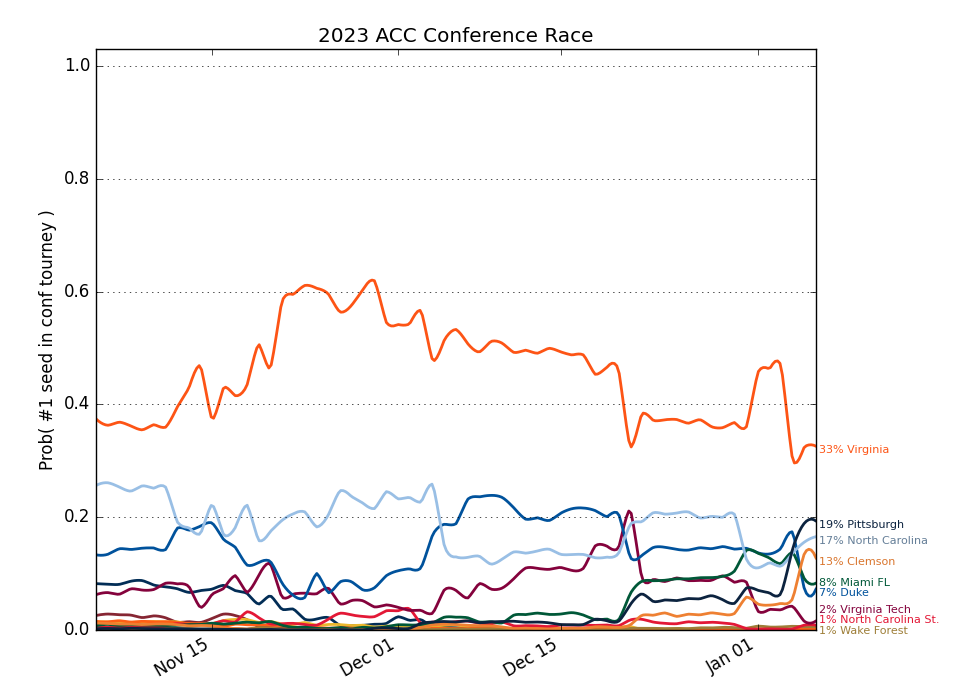 2023 ACC Conference Race
Prob( #1 seed in conf tourney )
1.0
0.8
0.6
0.4
0.2
0.0
Nov 15
Dec 01
Dec 15
Jan 01
33% Virginia
19% Pittsburgh
17% North Carolina
13% Clemson
8% Miami FL
7% Duke
2% Virginia Tech
1% North Carolina St.
1% Wake Forest